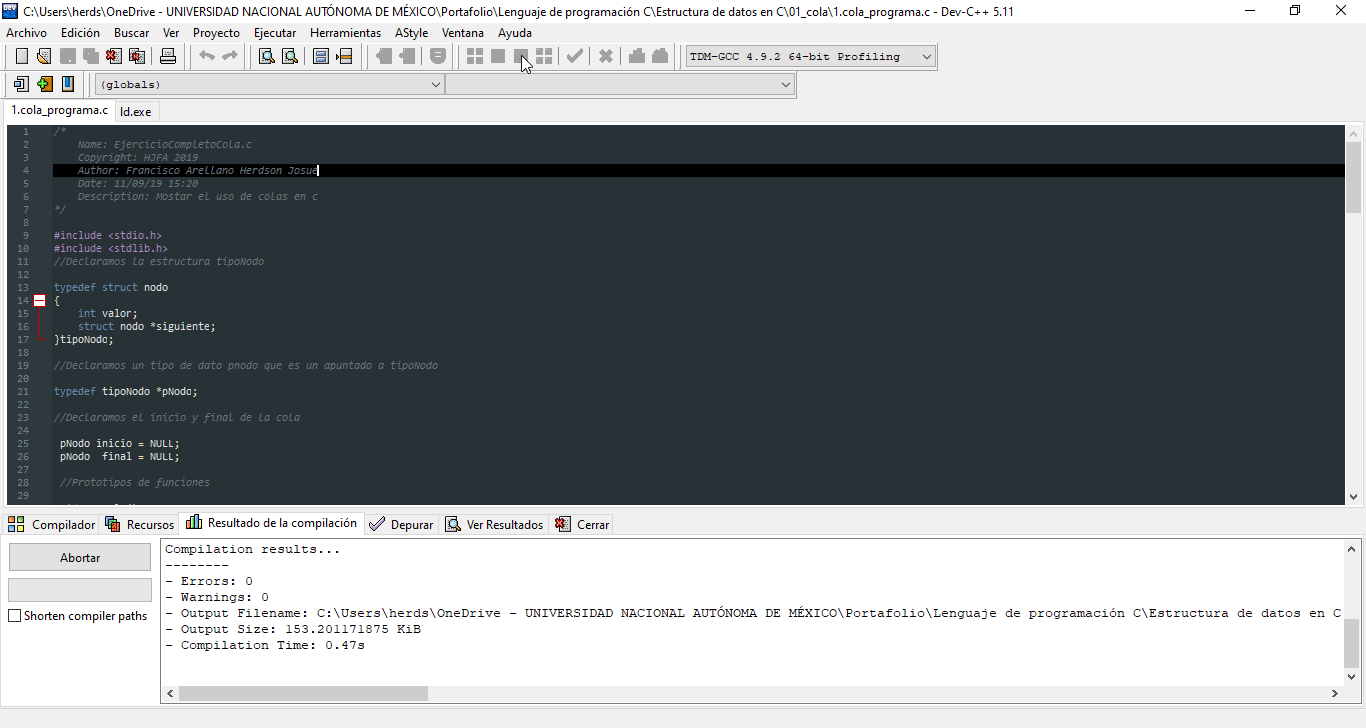 C:\Users\herds\OneDrive - UNIVERSIDAD NACIONAL AUTÓNOMA DE MÉXICO\Portafolio\Lenguaje de programación C\Estructura de datos en C\01_cola\1.cola_programa.c - Dev-C++ 5.11
Archivo Edición Buscar Ver Proyecto Ejecutar Herramientas AStyle Ventana Ayuda
TDM-GCC 4.9.2 64-bit Profiling
(globals)
1.cola_programa.c ld.exe
1 /*
2 Name: EjercicioCompletoCola.c
3 Copyright: HJFA 2019
4 Author: Francisco Arellano Herdson Josue
5 Date: 11/09/19 15:20
6 Description: Mostar el uso de colas en c
7 */
8
9 #include <stdio.h>
10 #include <stdlib.h>
11 //Declaramos la estructura tipoNodo
12
13 typedef struct nodo
14 {
15 int valor;
16 struct nodo *siguiente;
17 }tipoNodo;
18
19 //Declaramos un tipo de dato pnodo que es un apuntado a tipoNodo
20
21 typedef tipoNodo *pNodo;
22
23 //Declaramos el inicio y final de la cola
24
25 pNodo inicio = NULL;
26 pNodo final = NULL;
27
28 //Prototipos de funciones
29
Compilador Recursos Resultado de la compilación Depurar Ver Resultados Cerrar
Abortar
Shorten compiler paths
Compilation results...
--------
- Errors: 0
- Warnings: 0
- Output Filename: C:\Users\herds\OneDrive - UNIVERSIDAD NACIONAL AUTÓNOMA DE MÉXICO\Portafolio\Lenguaje de programación C\Estructura de datos en C
- Output Size: 153.201171875 KiB
- Compilation Time: 0.47s